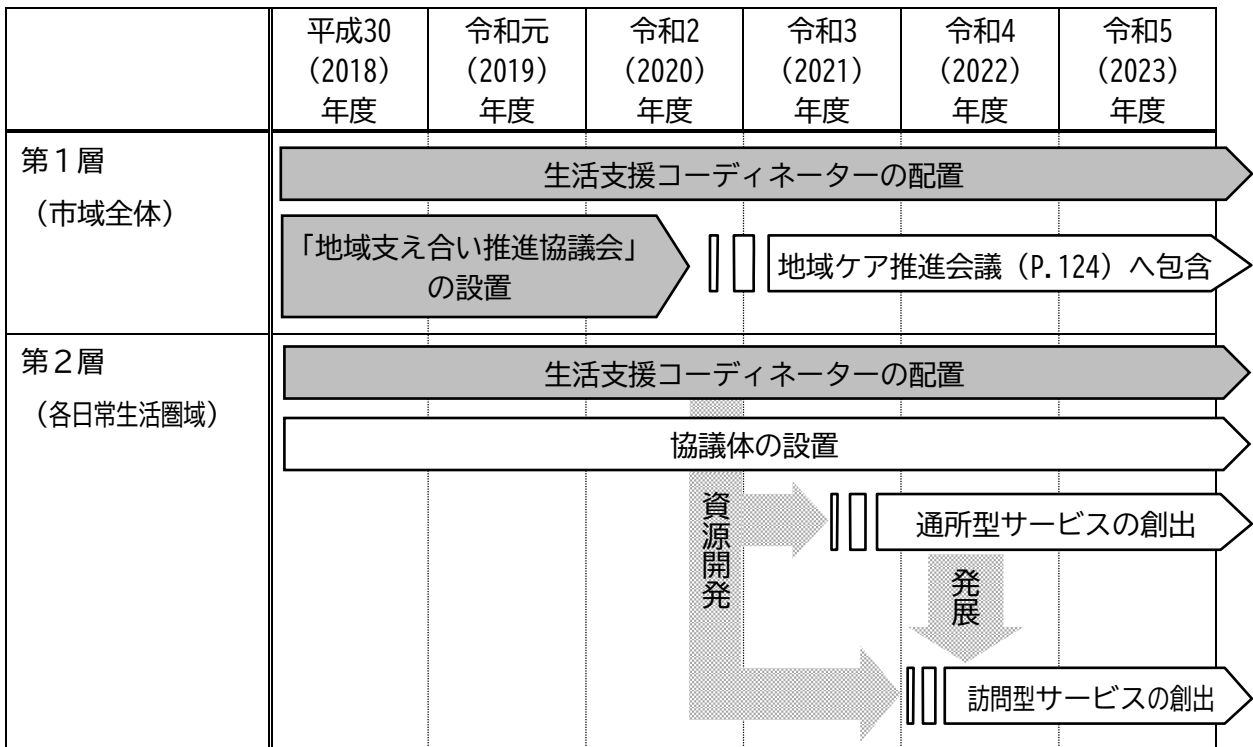 平成30
（2018）
年度
令和元
（2019）
年度
令和2
（2020）
年度
令和3
（2021）
年度
令和4
（2022）
年度
令和5
（2023）
年度
第１層
（市域全体）
生活支援コーディネーターの配置
「地域支え合い推進協議会」
の設置
地域ケア推進会議（P.124）へ包含
第２層
（各日常生活圏域）
生活支援コーディネーターの配置
協議体の設置
資源開発
通所型サービスの創出
発展
訪問型サービスの創出